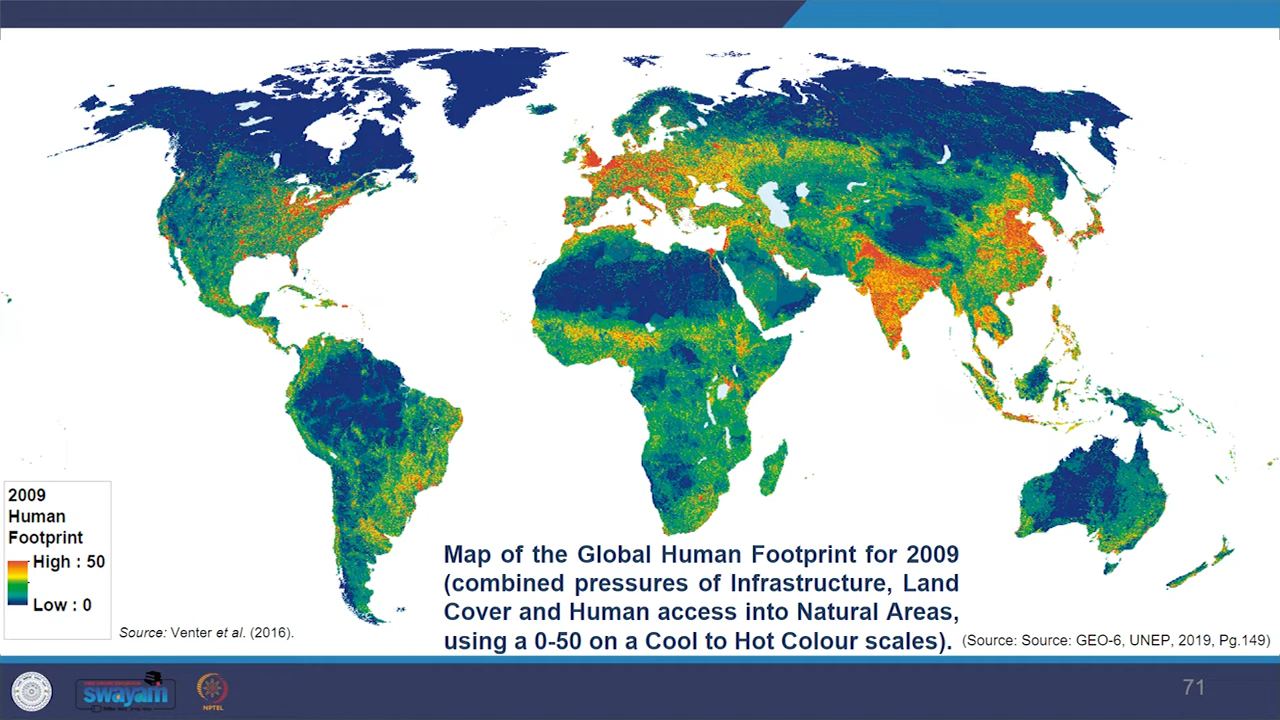 2009
Human
Footprint
High : 50
Low : 0
Source: Venter et al. (2016).
Map of the Global Human Footprint for 2009
(combined pressures of Infrastructure, Land
Cover and Human access into Natural Areas,
using a 0-50 on a Cool to Hot Colour scales).
(Source: Source: GEO-6, UNEP, 2019, Pg.149)
swayam
NPTEL
71